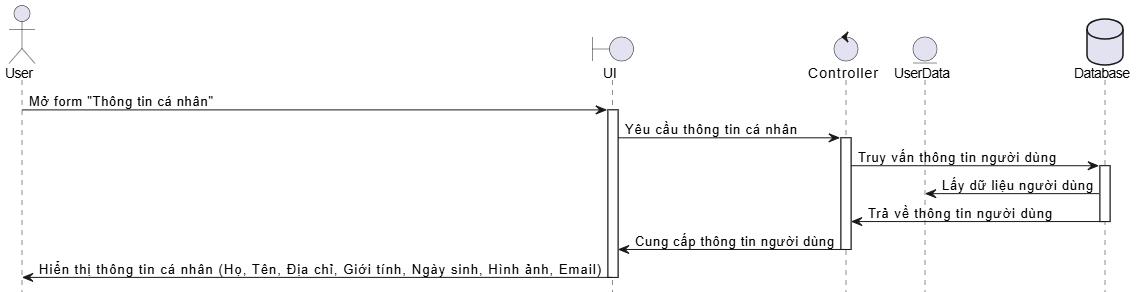 User
UI
Controller
UserData
Database
Mở form "Thông tin cá nhân"
Yêu cầu thông tin cá nhân
Truy vấn thông tin người dùng
Lấy dữ liệu người dùng
Trả về thông tin người dùng
Cung cấp thông tin người dùng
Hiển thị thông tin cá nhân (Họ, Tên, Địa chỉ, Giới tính, Ngày sinh, Hình ảnh, Email)